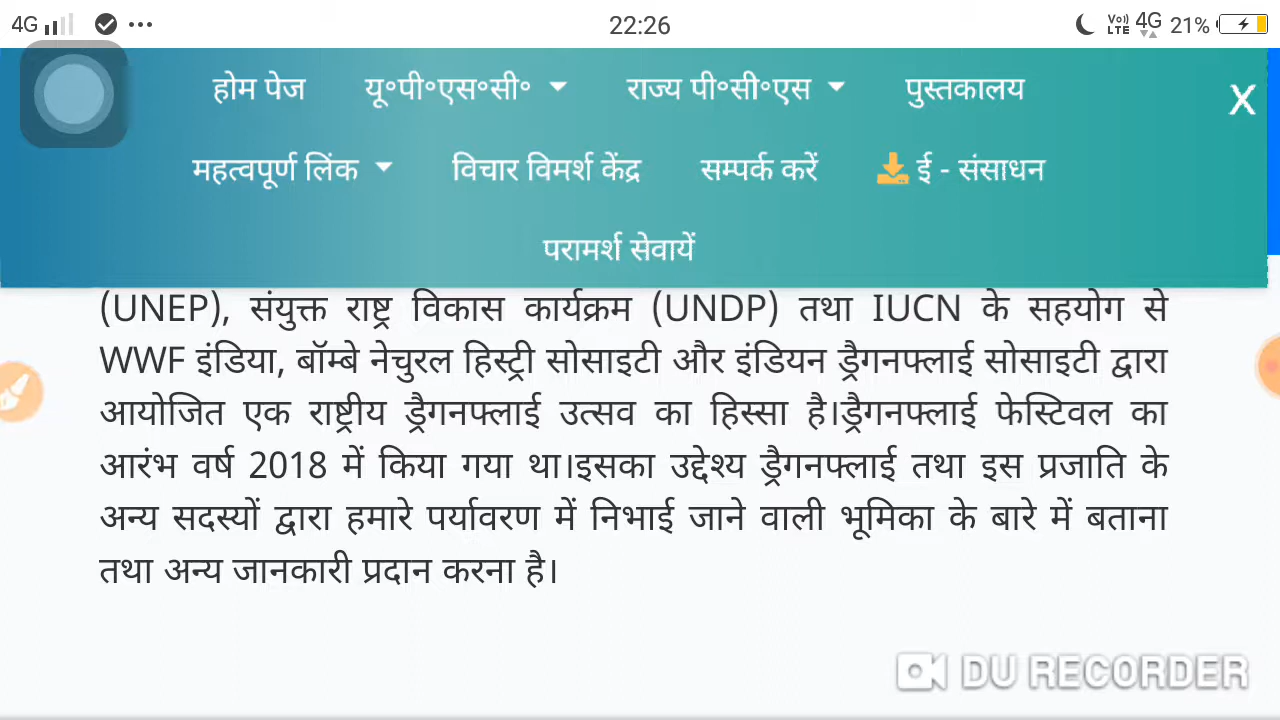 4G 22:26 Vo) LTE 4G 21%
होम पेज यू॰पी॰एस॰सी॰ राज्य पी॰सी॰एस पुस्तकालय X
महत्वपूर्ण लिंक विचार विमर्श केंद्र सम्पर्क करें ई - संसाधन
परामर्श सेवायें
(UNEP), संयुक्त राष्ट्र विकास कार्यक्रम (UNDP) तथा IUCN के सहयोग से
WWF इंडिया, बॉम्बे नेचुरल हिस्ट्री सोसाइटी और इंडियन ड्रैगनफ्लाई सोसाइटी द्वारा
आयोजित एक राष्ट्रीय ड्रैगनफ्लाई उत्सव का हिस्सा है।ड्रैगनफ्लाई फेस्टिवल का
आरंभ वर्ष 2018 में किया गया था।इसका उद्देश्य ड्रैगनफ्लाई तथा इस प्रजाति के
अन्य सदस्यों द्वारा हमारे पर्यावरण में निभाई जाने वाली भूमिका के बारे में बताना
तथा अन्य जानकारी प्रदान करना है।
DU RECORDER